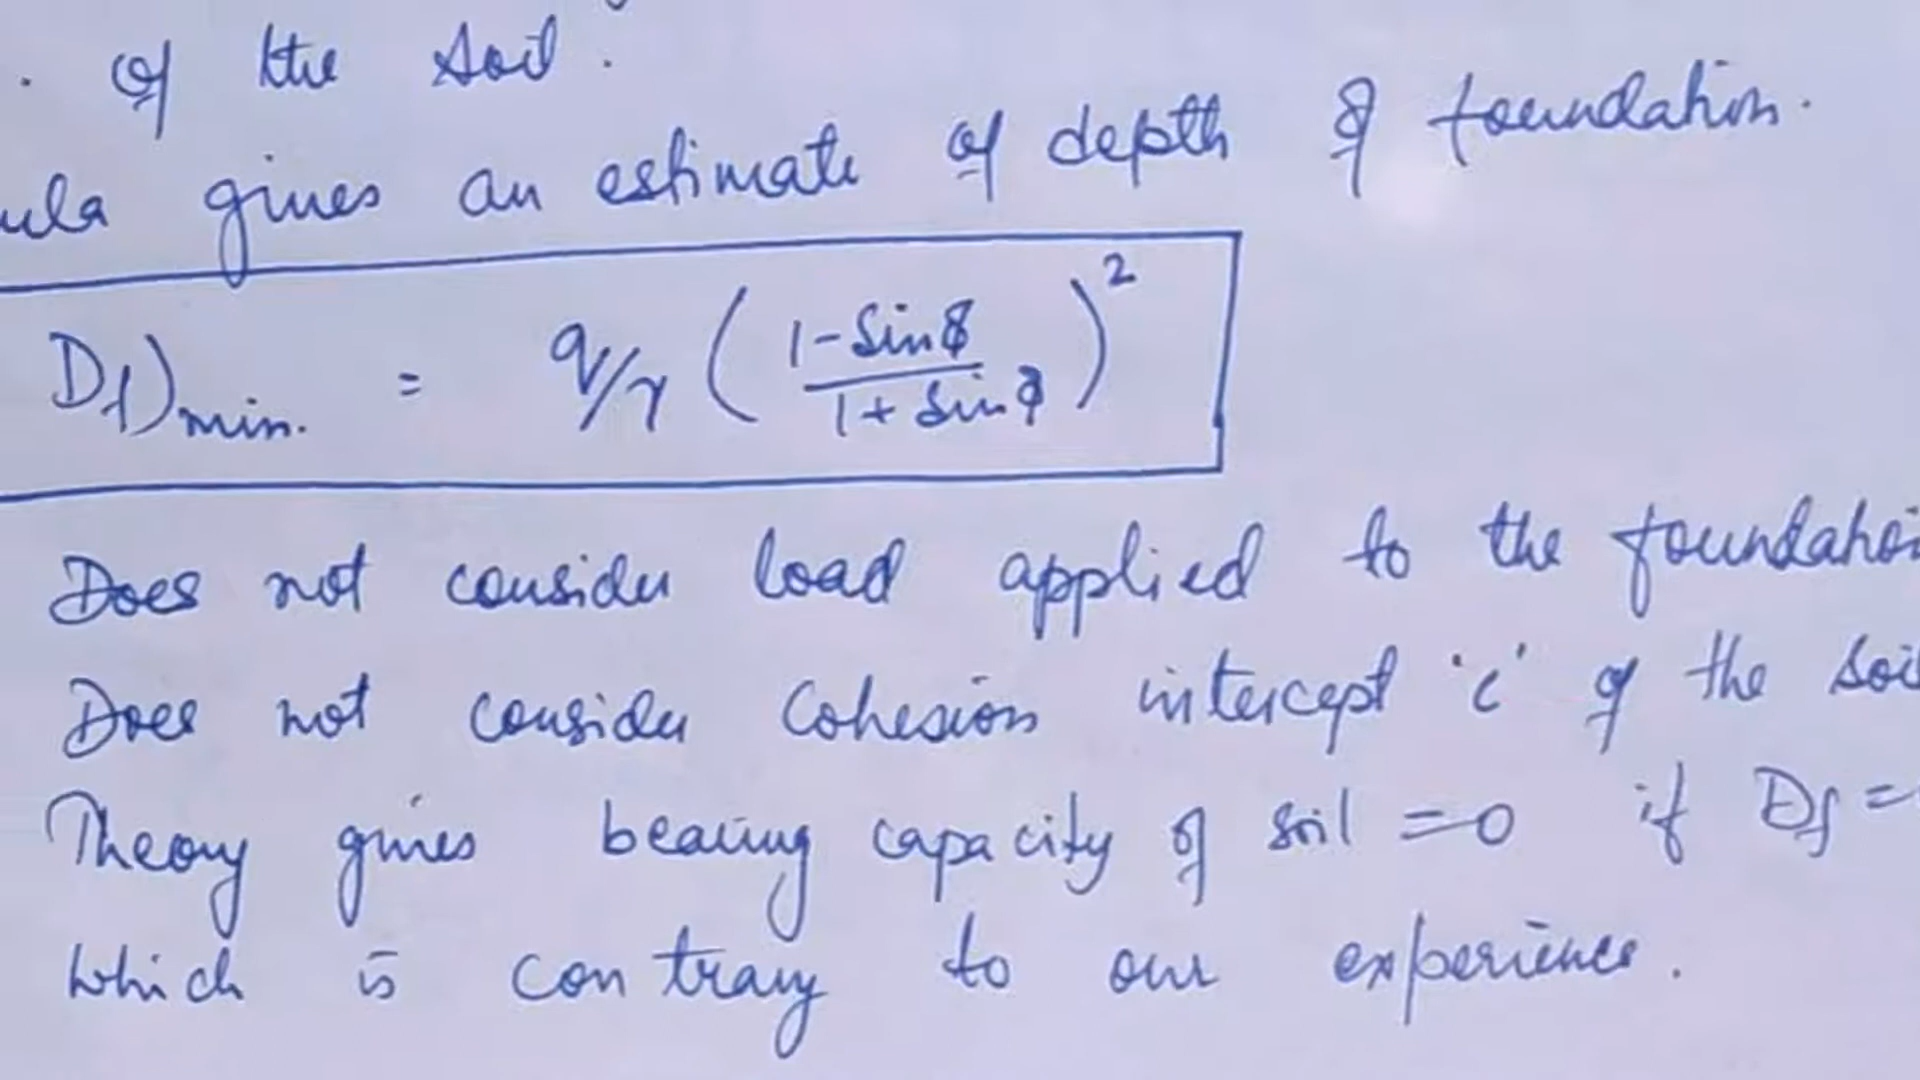 of the soil.
ula gives an estimate of depth of foundation.
Df)min. = q/γ ( (1-Sinϕ)/(1+Sinϕ) )²
Does not consider load applied to the foundation
Does not consider Cohesion intercept 'c' of the soil
Theory gives bearing capacity of soil =0 if Df =
which is contrary to our experience.